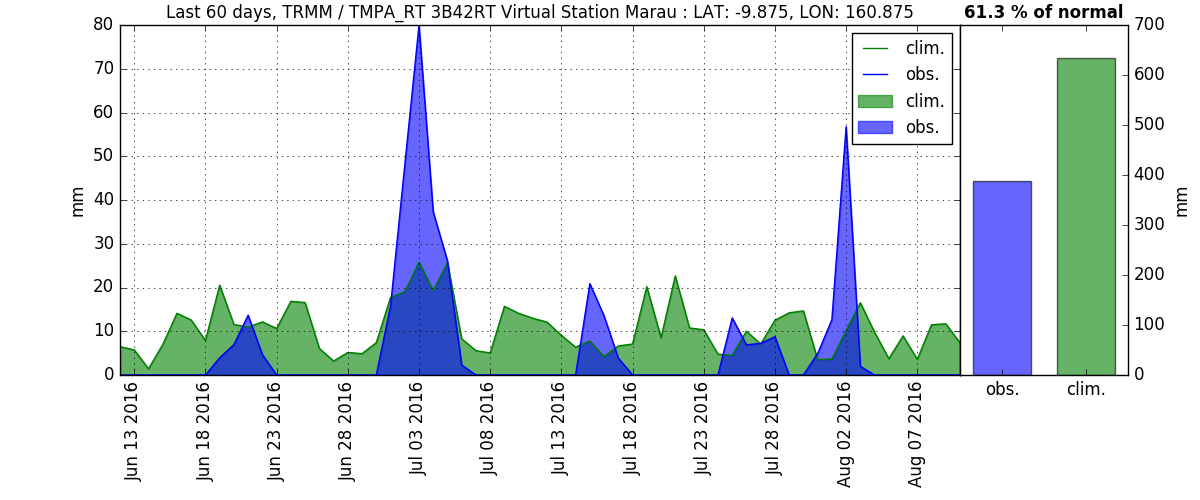 Last 60 days, TRMM / TMPA_RT 3B42RT Virtual Station Marau : LAT: -9.875, LON: 160.875
61.3 % of normal
mm
80
70
60
50
40
30
20
10
0
clim.
obs.
clim.
obs.
Jun 13 2016
Jun 18 2016
Jun 23 2016
Jun 28 2016
Jul 03 2016
Jul 08 2016
Jul 13 2016
Jul 18 2016
Jul 23 2016
Jul 28 2016
Aug 02 2016
Aug 07 2016
700
600
500
400
300
200
100
0
mm
obs.
clim.